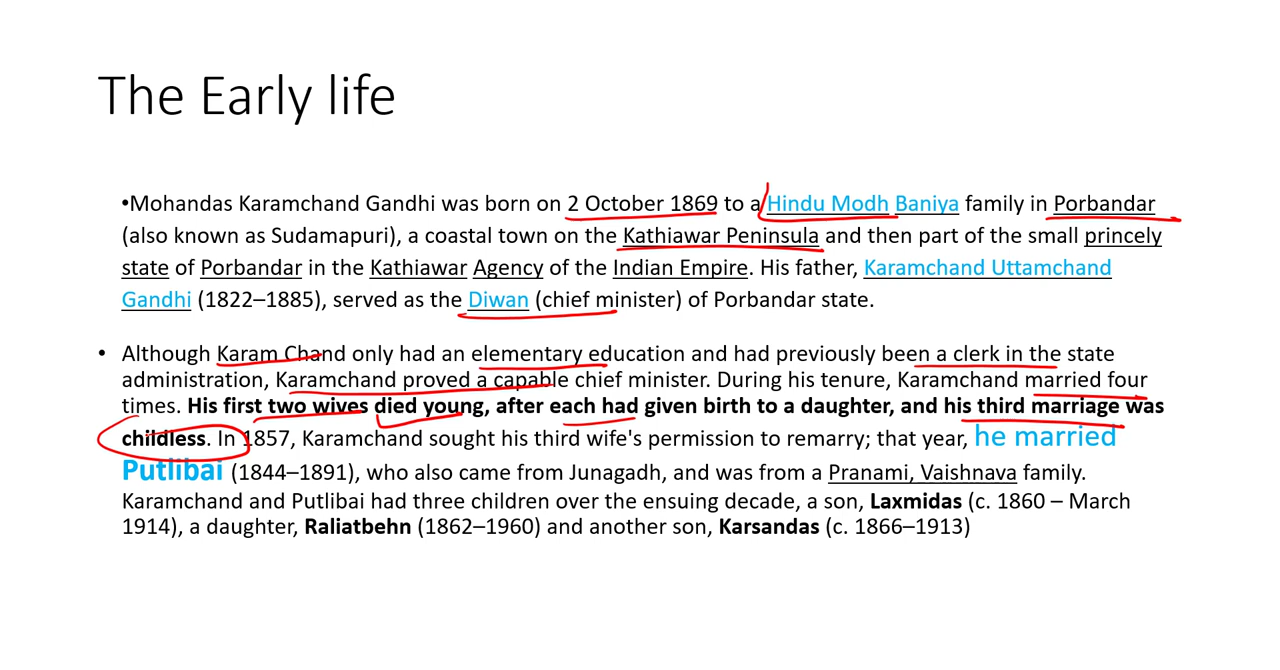 The Early life
•Mohandas Karamchand Gandhi was born on 2 October 1869 to a Hindu Modh Baniya family in Porbandar
(also known as Sudamapuri), a coastal town on the Kathiawar Peninsula and then part of the small princely
state of Porbandar in the Kathiawar Agency of the Indian Empire. His father, Karamchand Uttamchand
Gandhi (1822–1885), served as the Diwan (chief minister) of Porbandar state.
• Although Karam Chand only had an elementary education and had previously been a clerk in the state
administration, Karamchand proved a capable chief minister. During his tenure, Karamchand married four
times. His first two wives died young, after each had given birth to a daughter, and his third marriage was
childless. In 1857, Karamchand sought his third wife's permission to remarry; that year, he married
Putlibai (1844–1891), who also came from Junagadh, and was from a Pranami, Vaishnava family.
Karamchand and Putlibai had three children over the ensuing decade, a son, Laxmidas (c. 1860 – March
1914), a daughter, Raliatbehn (1862–1960) and another son, Karsandas (c. 1866–1913)